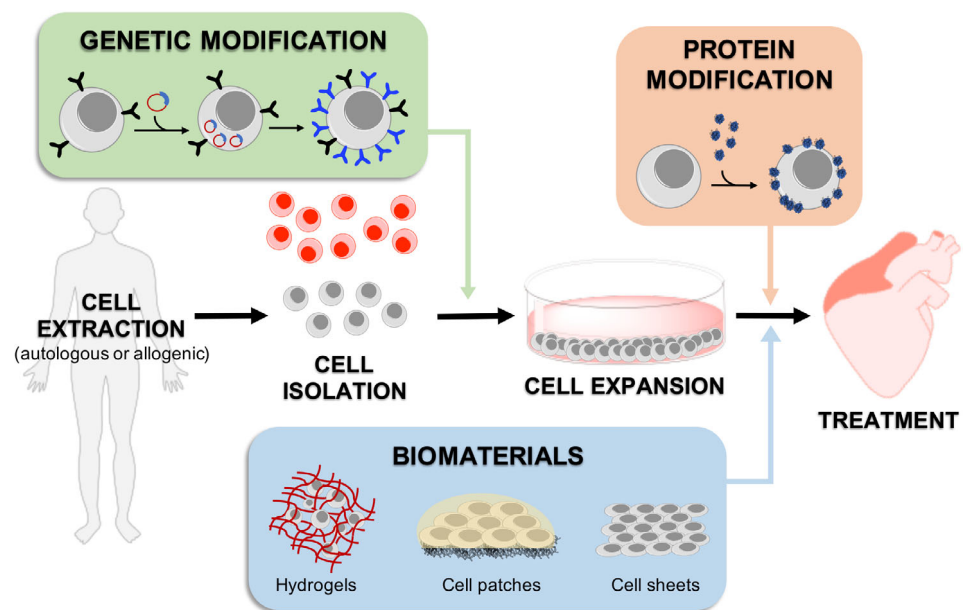 GENETIC MODIFICATION
PROTEIN
MODIFICATION
CELL
EXTRACTION
(autologous or allogenic)
CELL
ISOLATION
CELL EXPANSION
TREATMENT
BIOMATERIALS
Hydrogels
Cell patches
Cell sheets